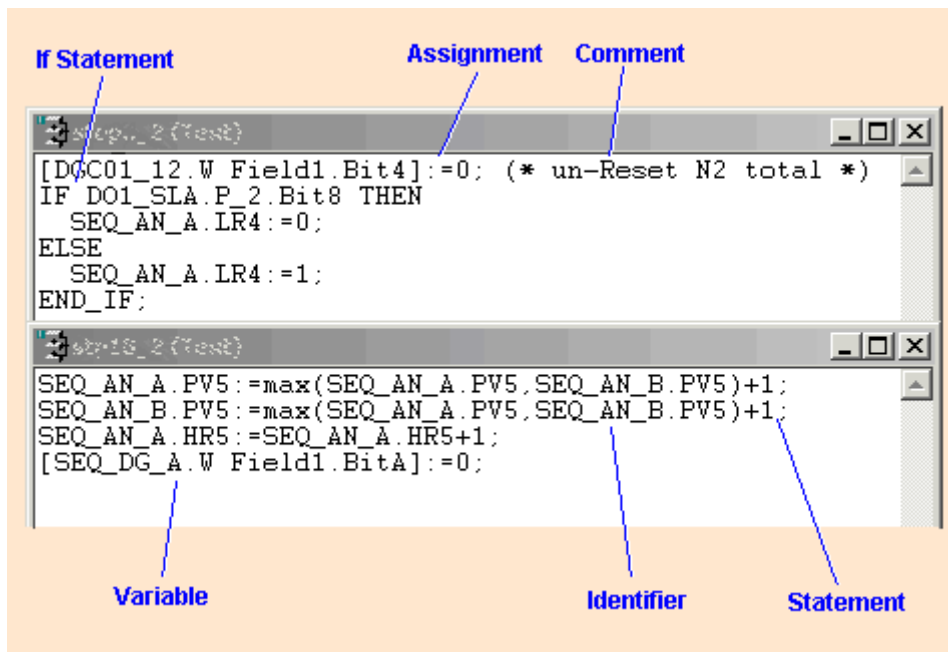 If Statement Assignment Comment
[DGC01_12.W Field1.Bit4]:=0; (* un-Reset N2 total *)
IF DO1_SLA.P_2.Bit8 THEN
SEQ_AN_A.LR4:=0;
ELSE
SEQ_AN_A.LR4:=1;
END_IF;
(Test)
SEQ_AN_A.PV5:=max(SEQ_AN_A.PV5,SEQ_AN_B.PV5)+1;
SEQ_AN_B.PV5:=max(SEQ_AN_A.PV5,SEQ_AN_B.PV5)+1;
SEQ_AN_A.HR5:=SEQ_AN_A.HR5+1;
[SEQ_DG_A.W Field1.BitA]:=0;
Variable Identifier Statement